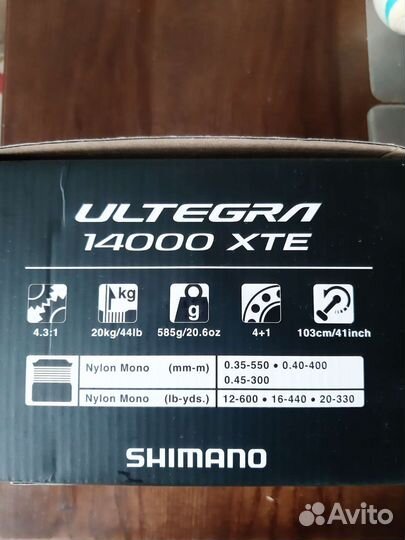 ULTEGRA
14000 XTE
kg
g
4.3:1 20kg/44lb 585g/20.6oz 4+1 103cm/41inch
Nylon Mono (mm-m) 0.35-550 • 0.40-400
0.45-300
Nylon Mono (lb-yds.) 12-600 • 16-440 • 20-330
SHIMANO
Avito